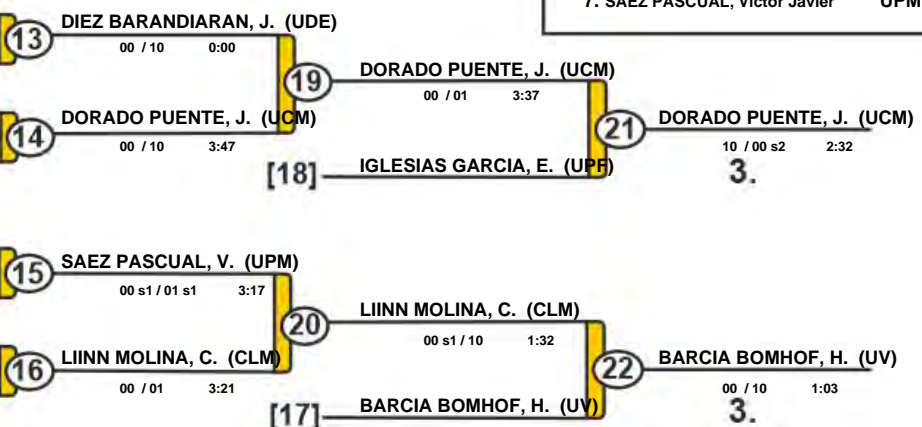 7. SAEZ PASCUAL, Victor Javier UPM
DIEZ BARANDIARAN, J. (UDE)
13
00 / 10 0:00
19
DORADO PUENTE, J. (UCM)
00 / 01 3:37
DORADO PUENTE, J. (UCM)
14
00 / 10 3:47
21
DORADO PUENTE, J. (UCM)
10 / 00 s2 2:32
3.
[18]
IGLESIAS GARCIA, E. (UPF)
SAEZ PASCUAL, V. (UPM)
15
00 s1 / 01 s1 3:17
20
LIINN MOLINA, C. (CLM)
00 s1 / 10 1:32
LIINN MOLINA, C. (CLM)
16
00 / 01 3:21
22
BARCIA BOMHOF, H. (UV)
00 / 10 1:03
3.
[17]
BARCIA BOMHOF, H. (UV)